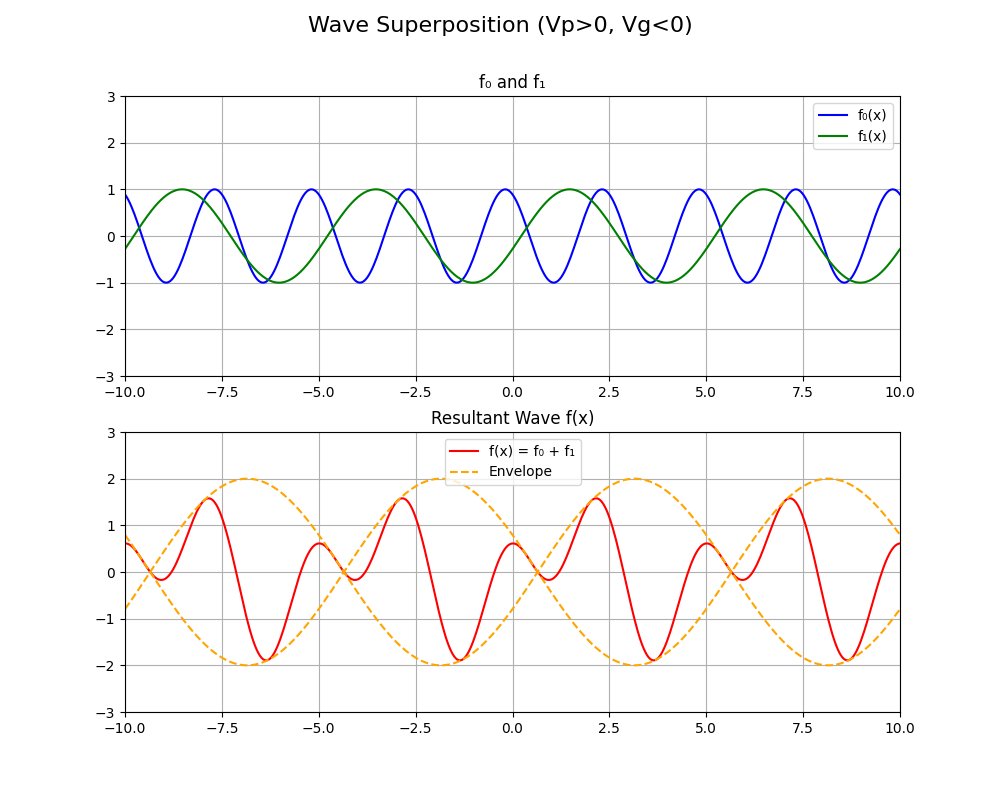 Wave Superposition (Vp>0, Vg<0)
f₀ and f₁
3
2
1
0
−1
−2
−3
f₀(x)
f₁(x)
−10.0 −7.5 −5.0 −2.5 0.0 2.5 5.0 7.5 10.0
Resultant Wave f(x)
3
2
1
0
−1
−2
−3
f(x) = f₀ + f₁
Envelope
−10.0 −7.5 −5.0 −2.5 0.0 2.5 5.0 7.5 10.0